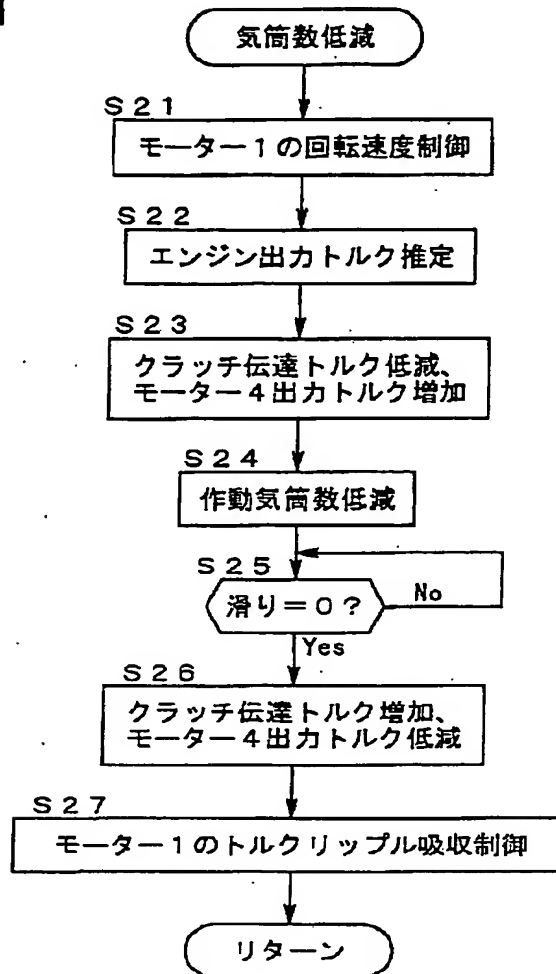 気筒数低減
S21
モーター1の回転速度制御
S22
エンジン出力トルク推定
S23
クラッチ伝達トルク低減、
モーター4出力トルク増加
S24
作動気筒数低減
S25
滑り=0?
No
Yes
S26
クラッチ伝達トルク増加、
モーター4出力トルク低減
S27
モーター1のトルクリップル吸収制御
リターン